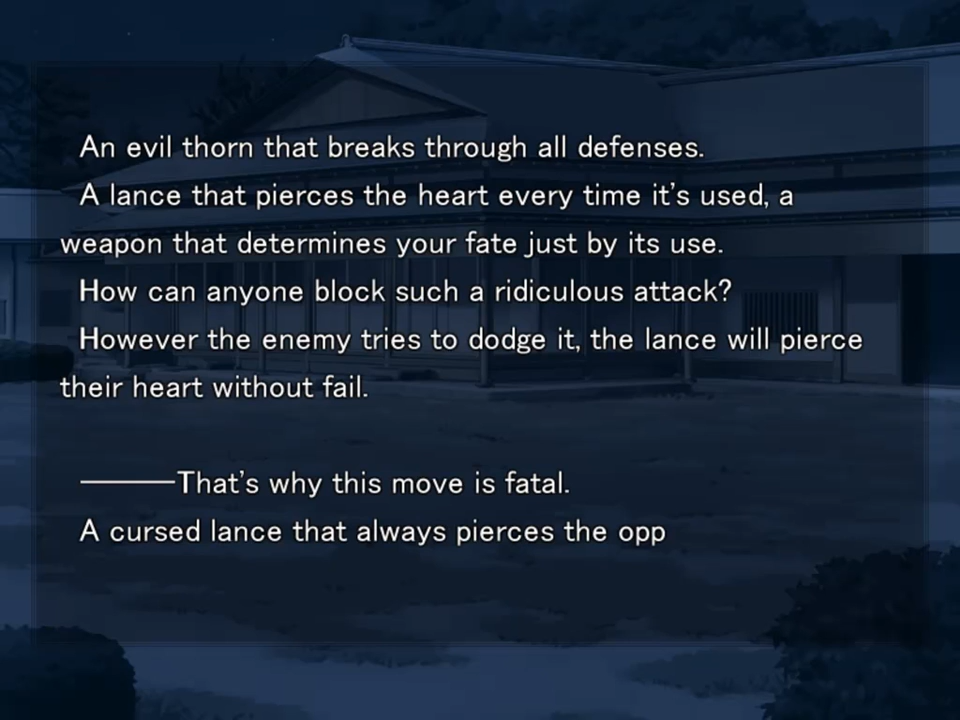 An evil thorn that breaks through all defenses.
A lance that pierces the heart every time it's used, a
weapon that determines your fate just by its use.
How can anyone block such a ridiculous attack?
However the enemy tries to dodge it, the lance will pierce
their heart without fail.
————That's why this move is fatal.
A cursed lance that always pierces the opp